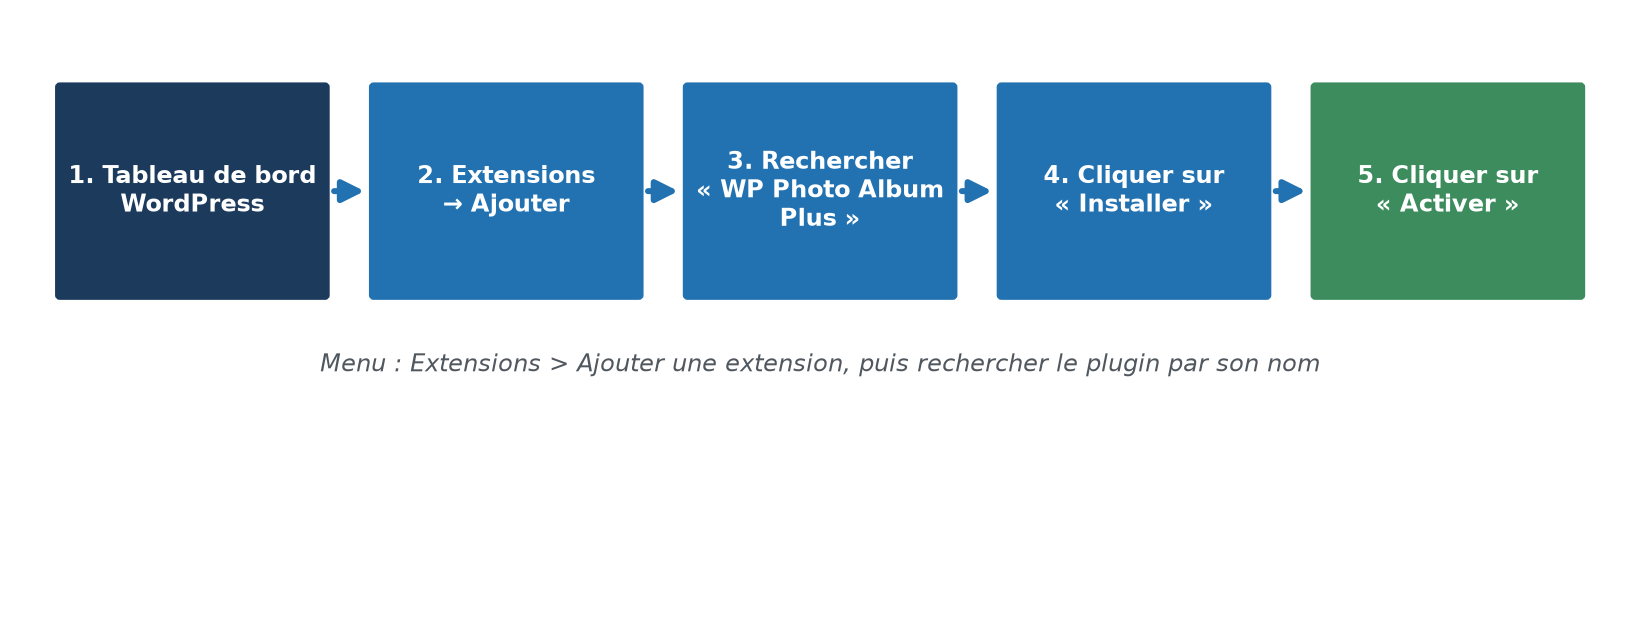 1. Tableau de bord
WordPress
2. Extensions
→ Ajouter
3. Rechercher
« WP Photo Album
Plus »
4. Cliquer sur
« Installer »
5. Cliquer sur
« Activer »
Menu : Extensions > Ajouter une extension, puis rechercher le plugin par son nom